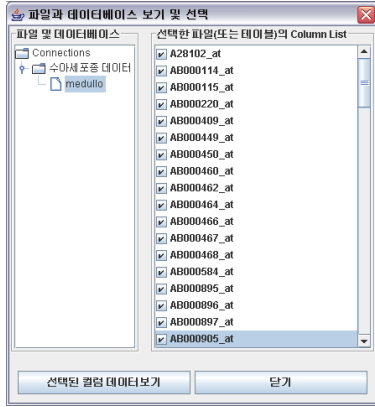 파일과 데이터베이스 보기 및 선택
파일 및 데이터베이스
Connections
수아세포종 데이터
medullo
선택한 파일(또는 테이블)의 Column List
A28102_at
AB000114_at
AB000115_at
AB000220_at
AB000409_at
AB000449_at
AB000450_at
AB000460_at
AB000462_at
AB000464_at
AB000466_at
AB000467_at
AB000468_at
AB000584_at
AB000895_at
AB000896_at
AB000897_at
AB000905_at
선택된 컬럼 데이터보기
닫기